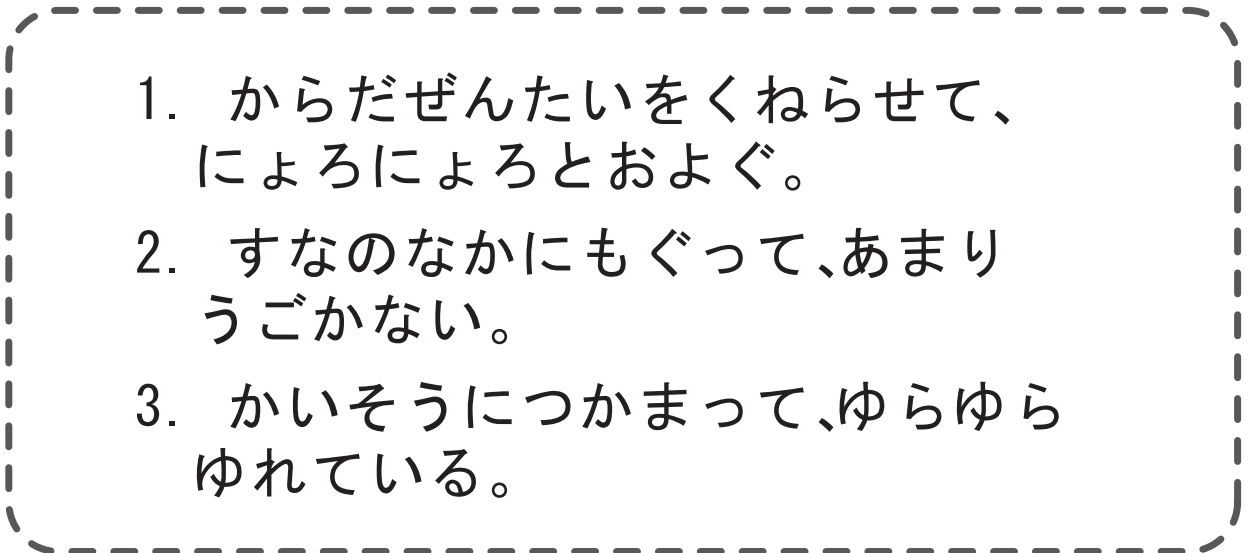 1. からだぜんたいをくねらせて、
にょろにょろとおよぐ。
2. すなのなかにもぐって、あまり
うごかない。
3. かいそうにつかまって、ゆらゆら
ゆれている。